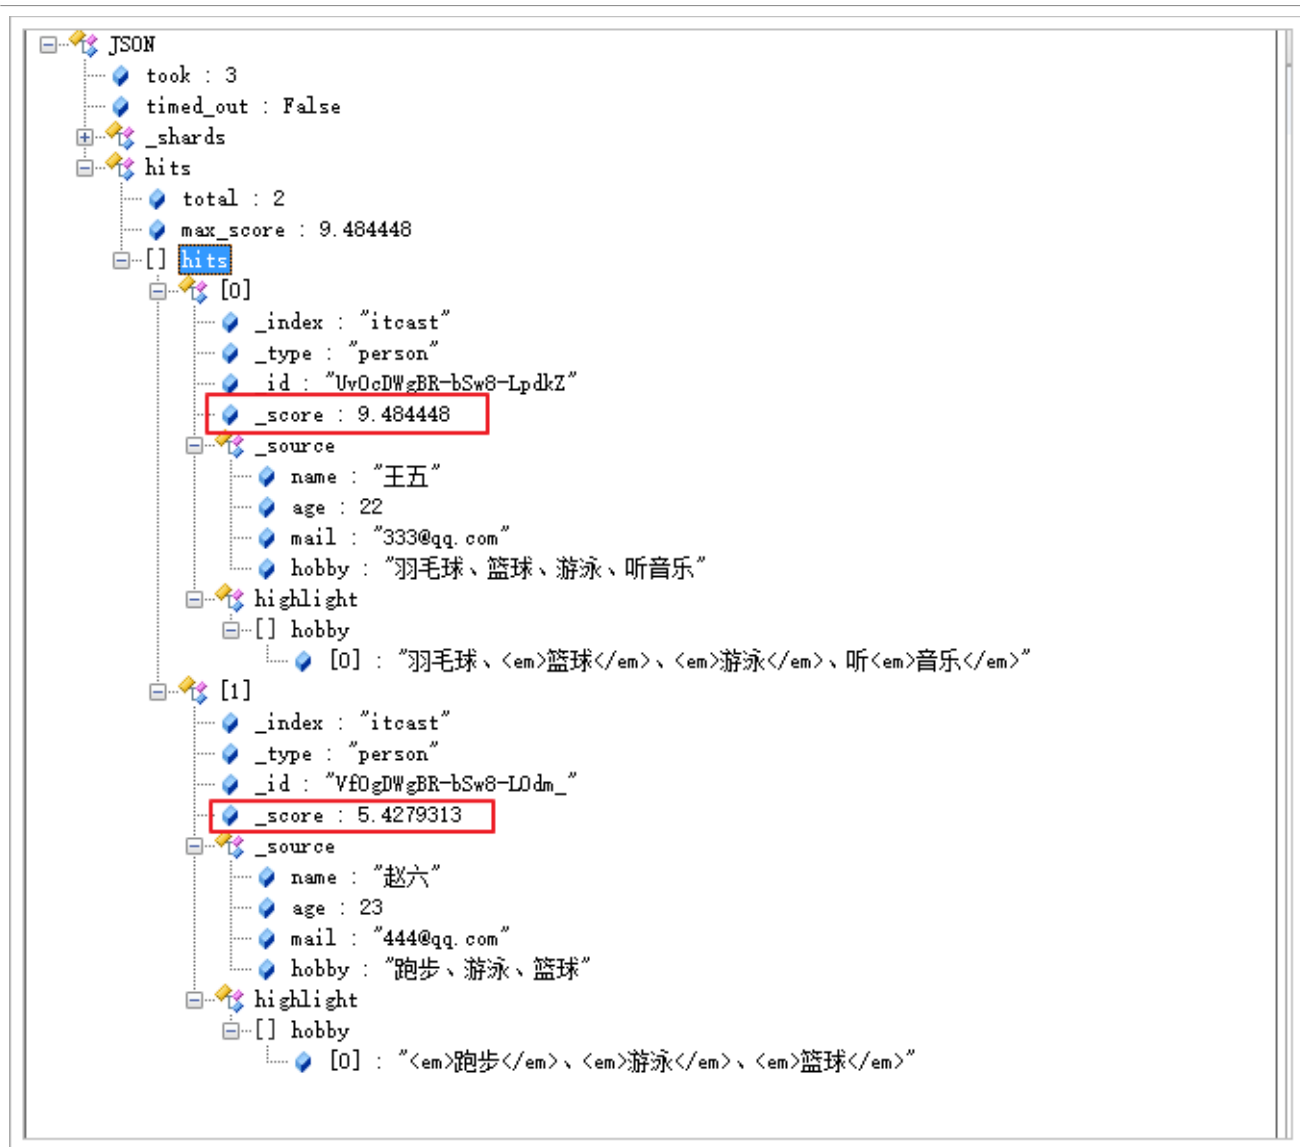 JSON
took : 3
timed_out : False
_shards
hits
total : 2
max_score : 9.484448
[] hits
[0]
_index : "itcast"
_type : "person"
_id : "UvOcDWgBR-bSw8-LpdkZ"
_score : 9.484448
_source
name : "王五"
age : 22
mail : "333@qq.com"
hobby : "羽毛球、篮球、游泳、听音乐"
highlight
[] hobby
[0] : "羽毛球、<em>篮球</em>、<em>游泳</em>、听<em>音乐</em>"
[1]
_index : "itcast"
_type : "person"
_id : "VfOgDWgBR-bSw8-LOdm_"
_score : 5.4279313
_source
name : "赵六"
age : 23
mail : "444@qq.com"
hobby : "跑步、游泳、篮球"
highlight
[] hobby
[0] : "<em>跑步</em>、<em>游泳</em>、<em>篮球</em>"